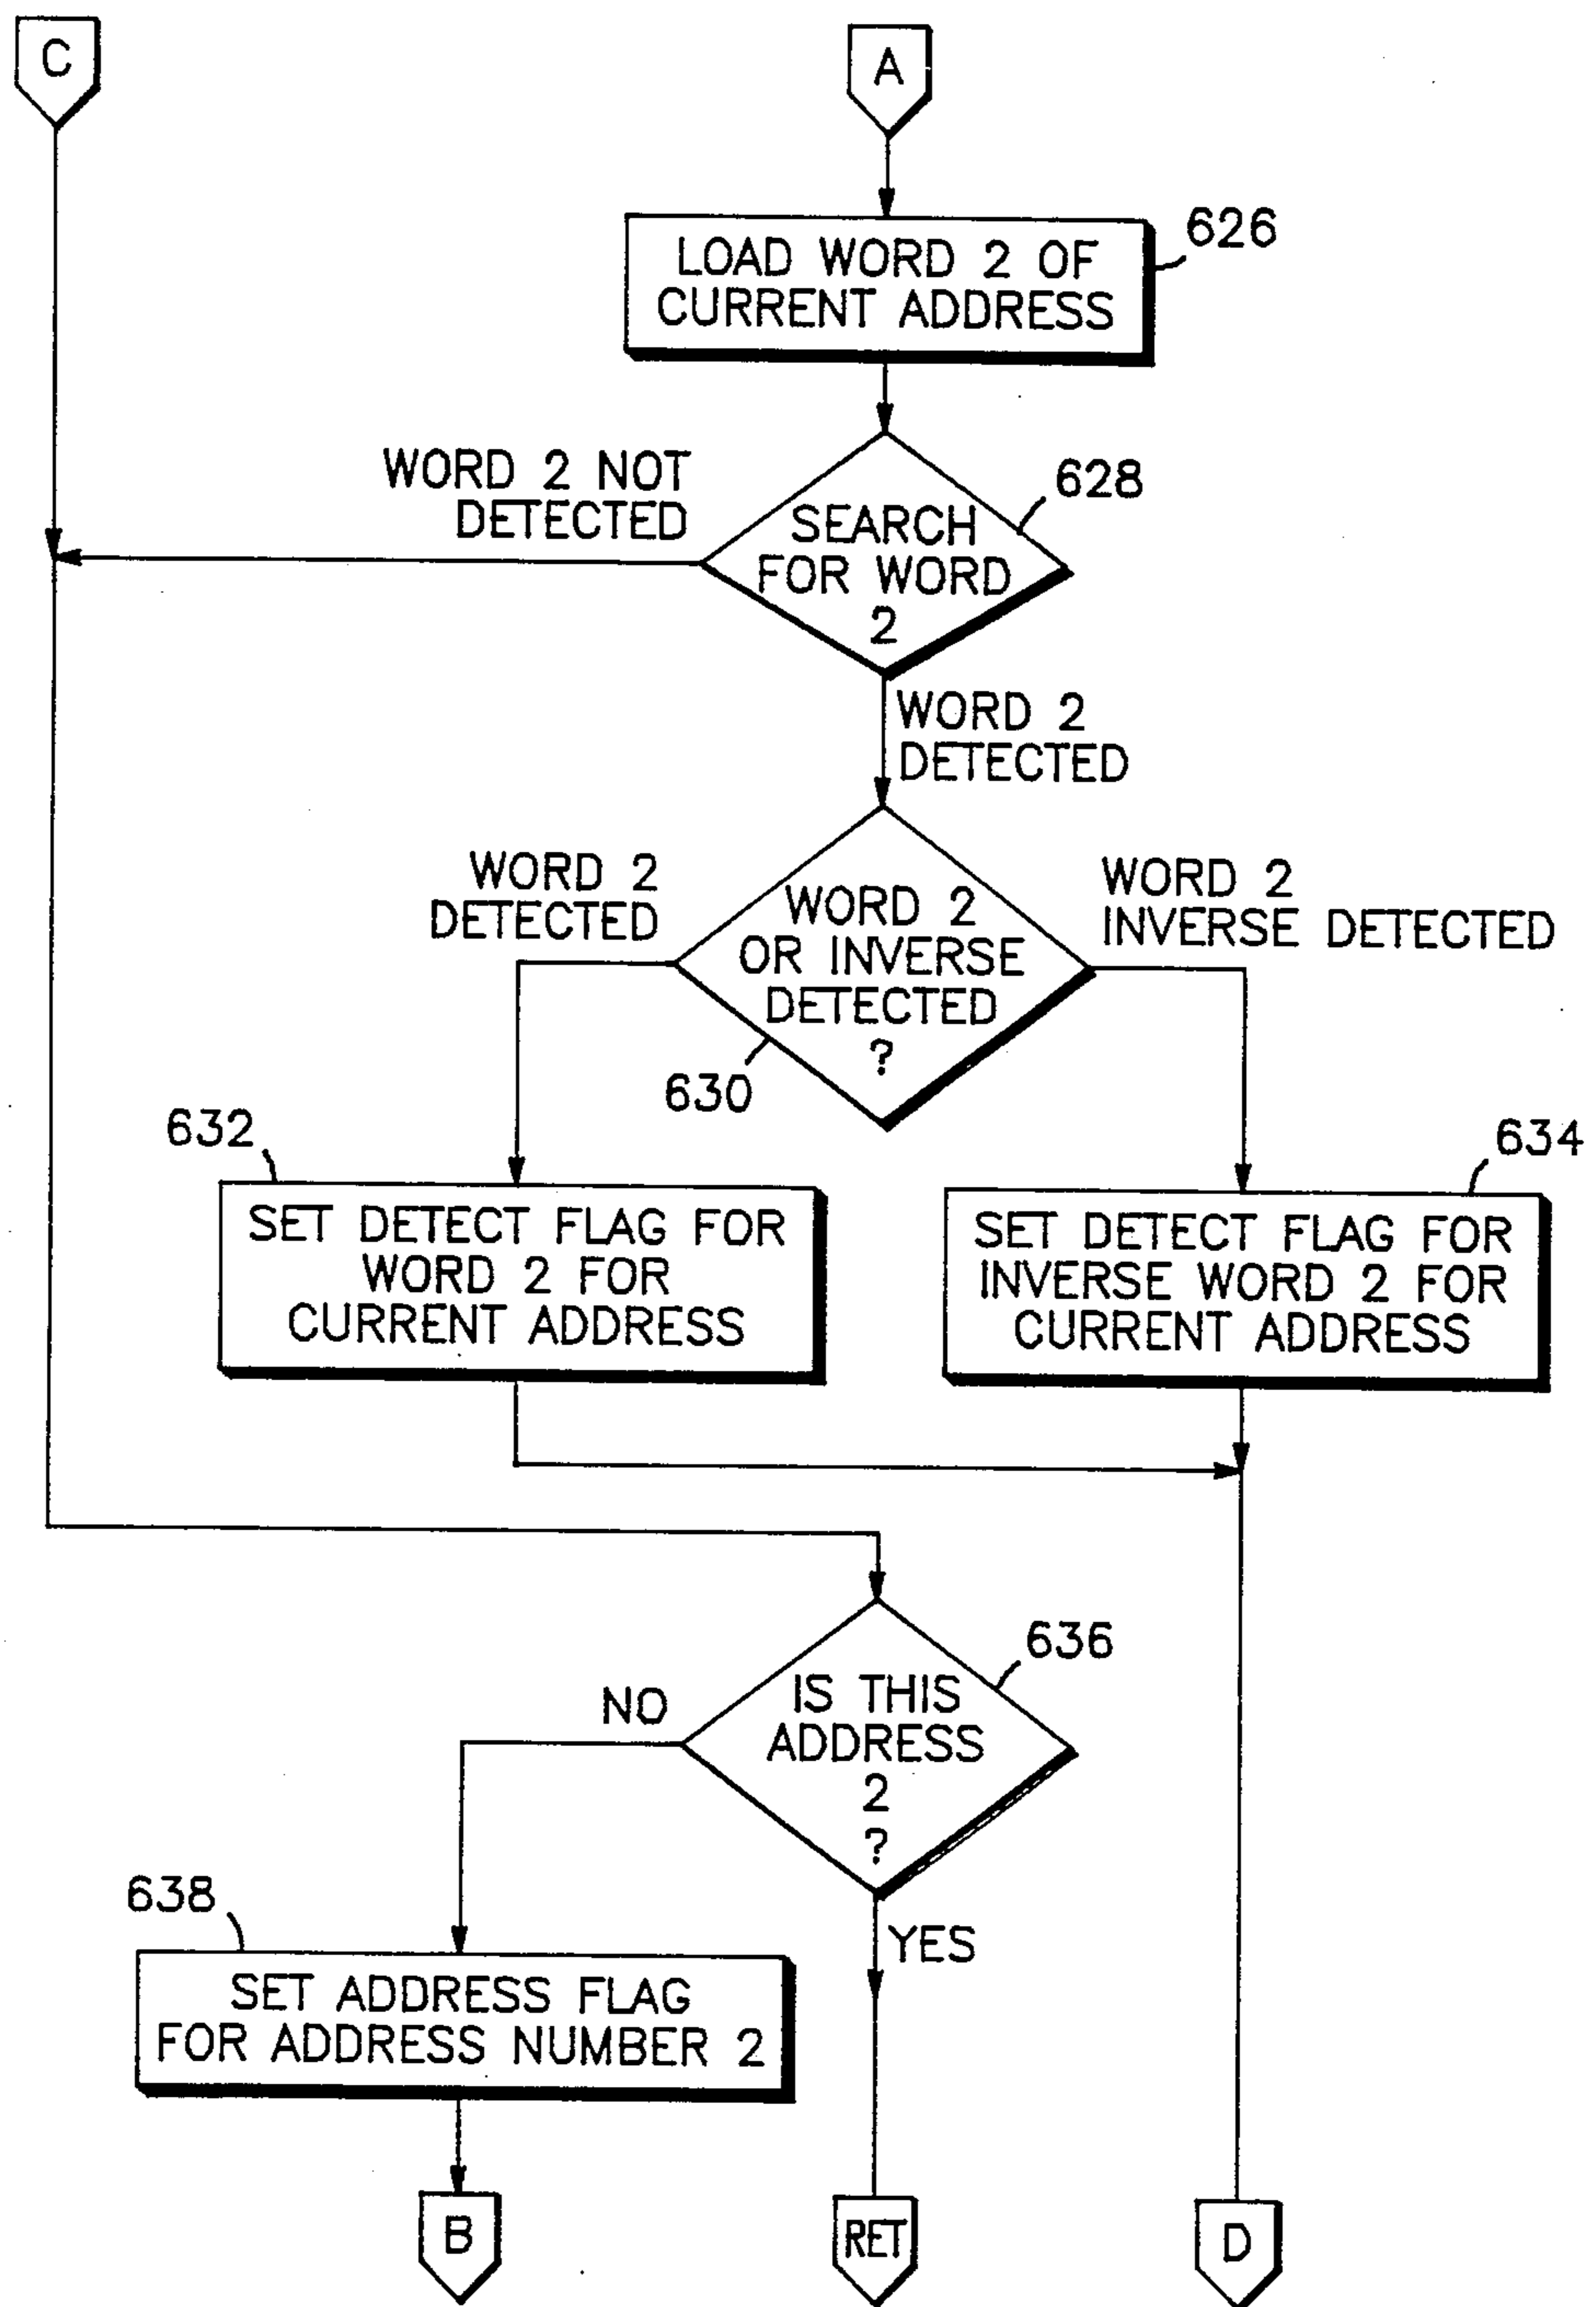 C
A
626
LOAD WORD 2 OF
CURRENT ADDRESS
WORD 2 NOT
DETECTED
628
SEARCH
FOR WORD
2
WORD 2
DETECTED
WORD 2
DETECTED
WORD 2
OR INVERSE
DETECTED
?
WORD 2
INVERSE DETECTED
630
632
634
SET DETECT FLAG FOR
WORD 2 FOR
CURRENT ADDRESS
SET DETECT FLAG FOR
INVERSE WORD 2 FOR
CURRENT ADDRESS
636
NO
IS THIS
ADDRESS
2
?
638
YES
SET ADDRESS FLAG
FOR ADDRESS NUMBER 2
B
RET
D